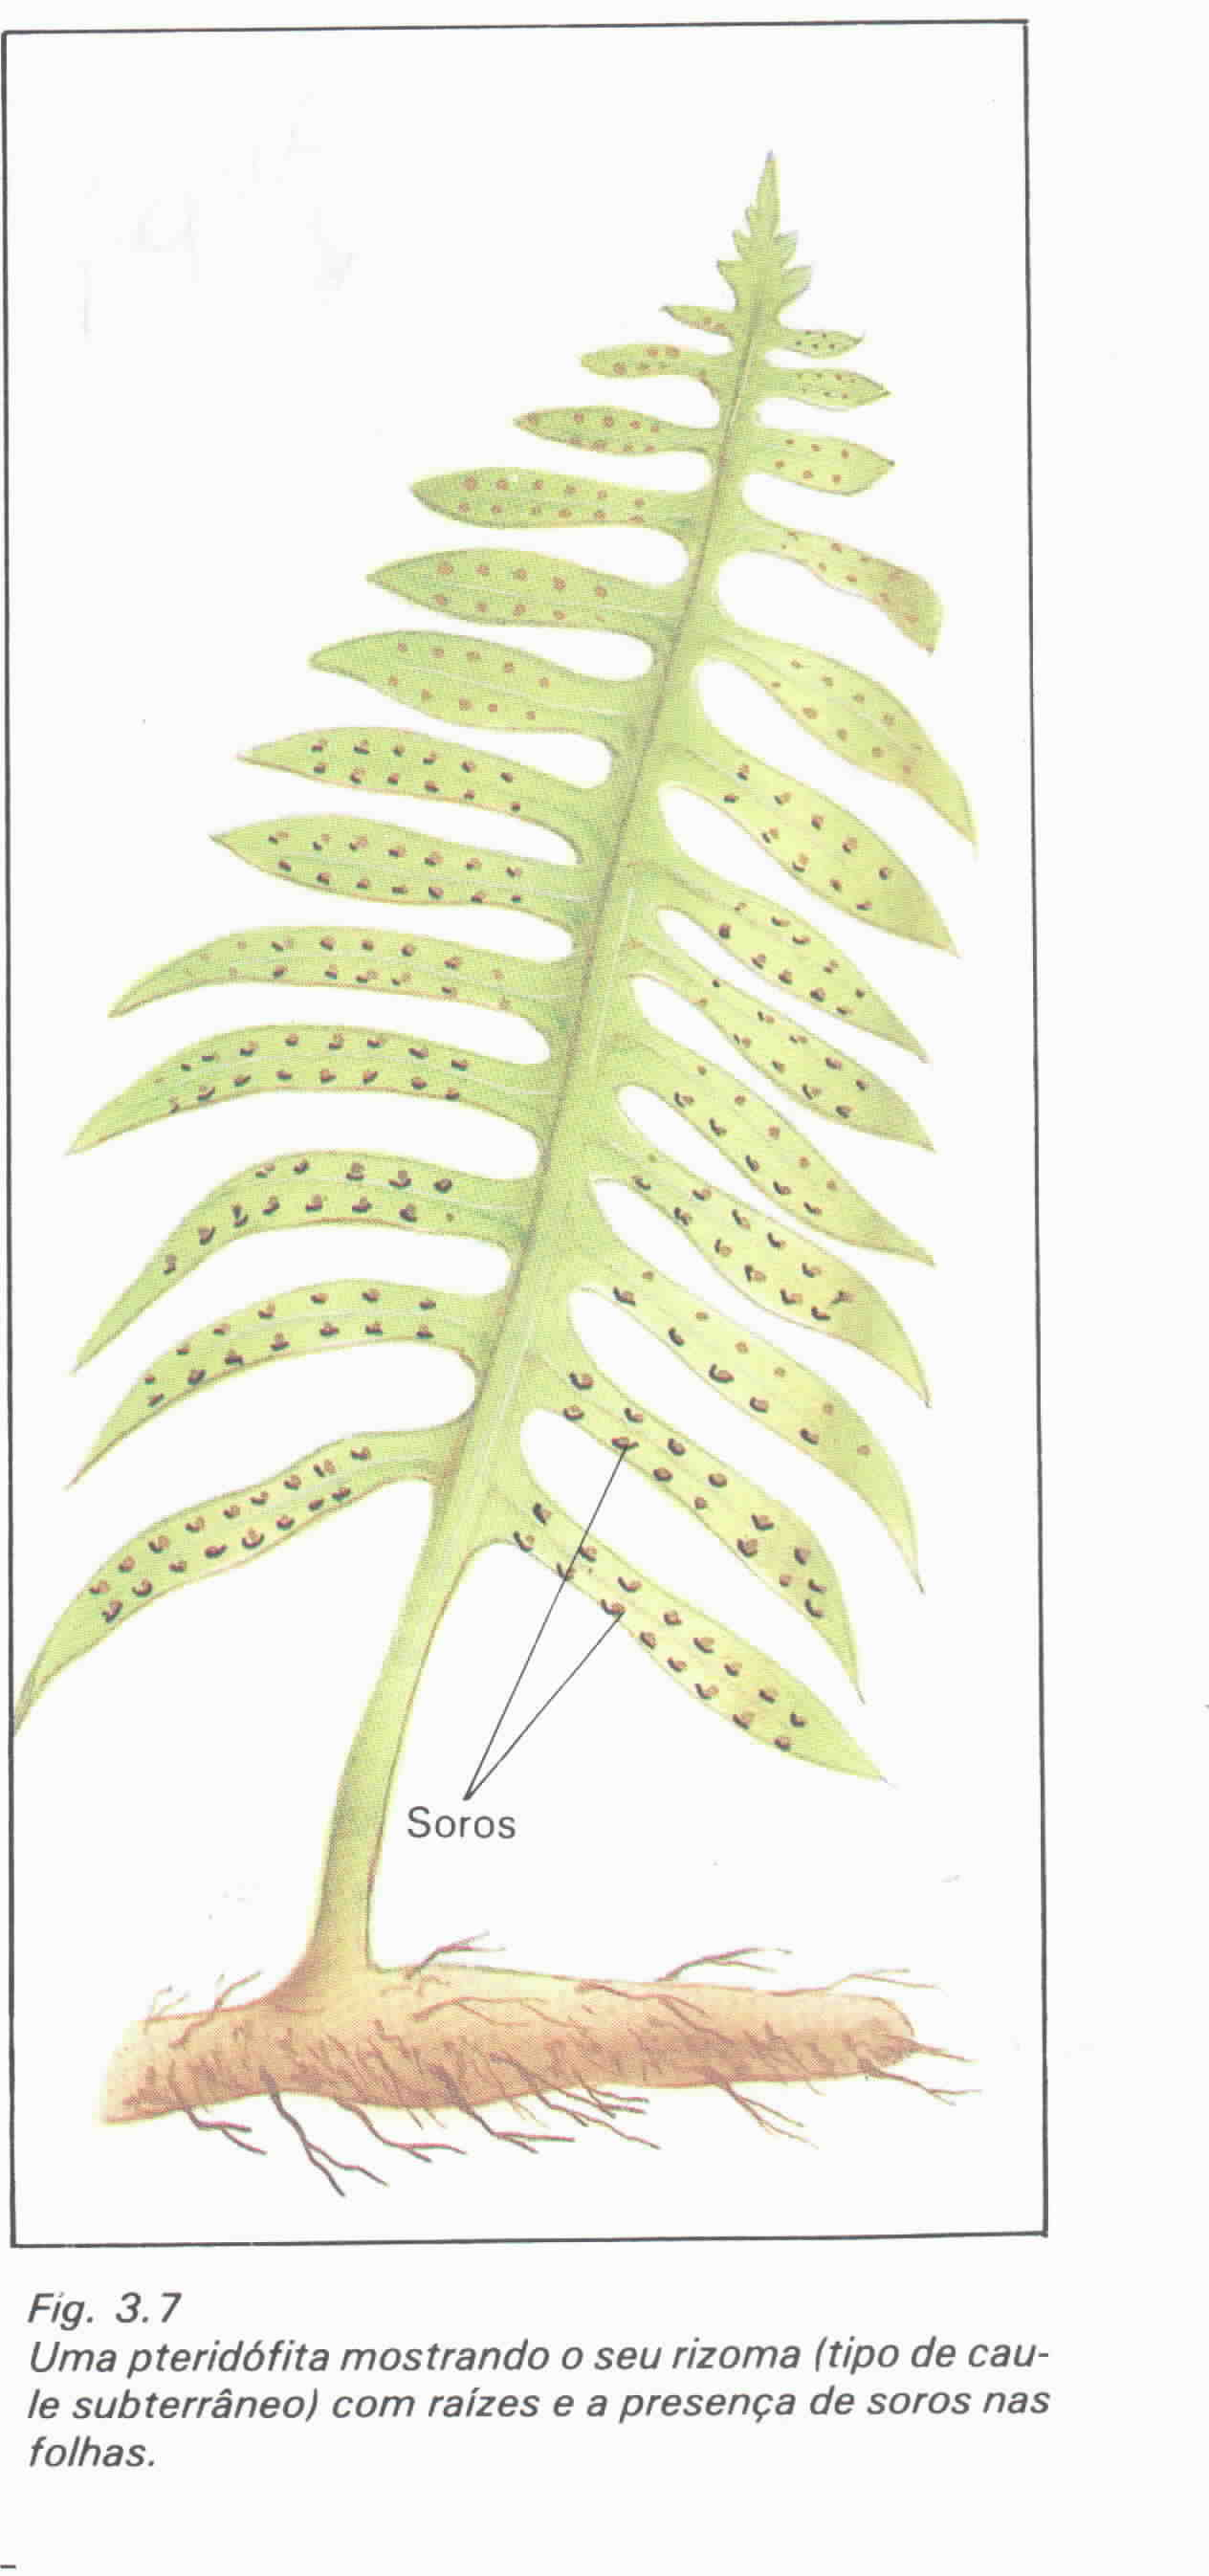 Soros
Fig. 3.7
Uma pteridófita mostrando o seu rizoma (tipo de cau-
le subterrâneo) com raízes e a presença de soros nas
folhas.